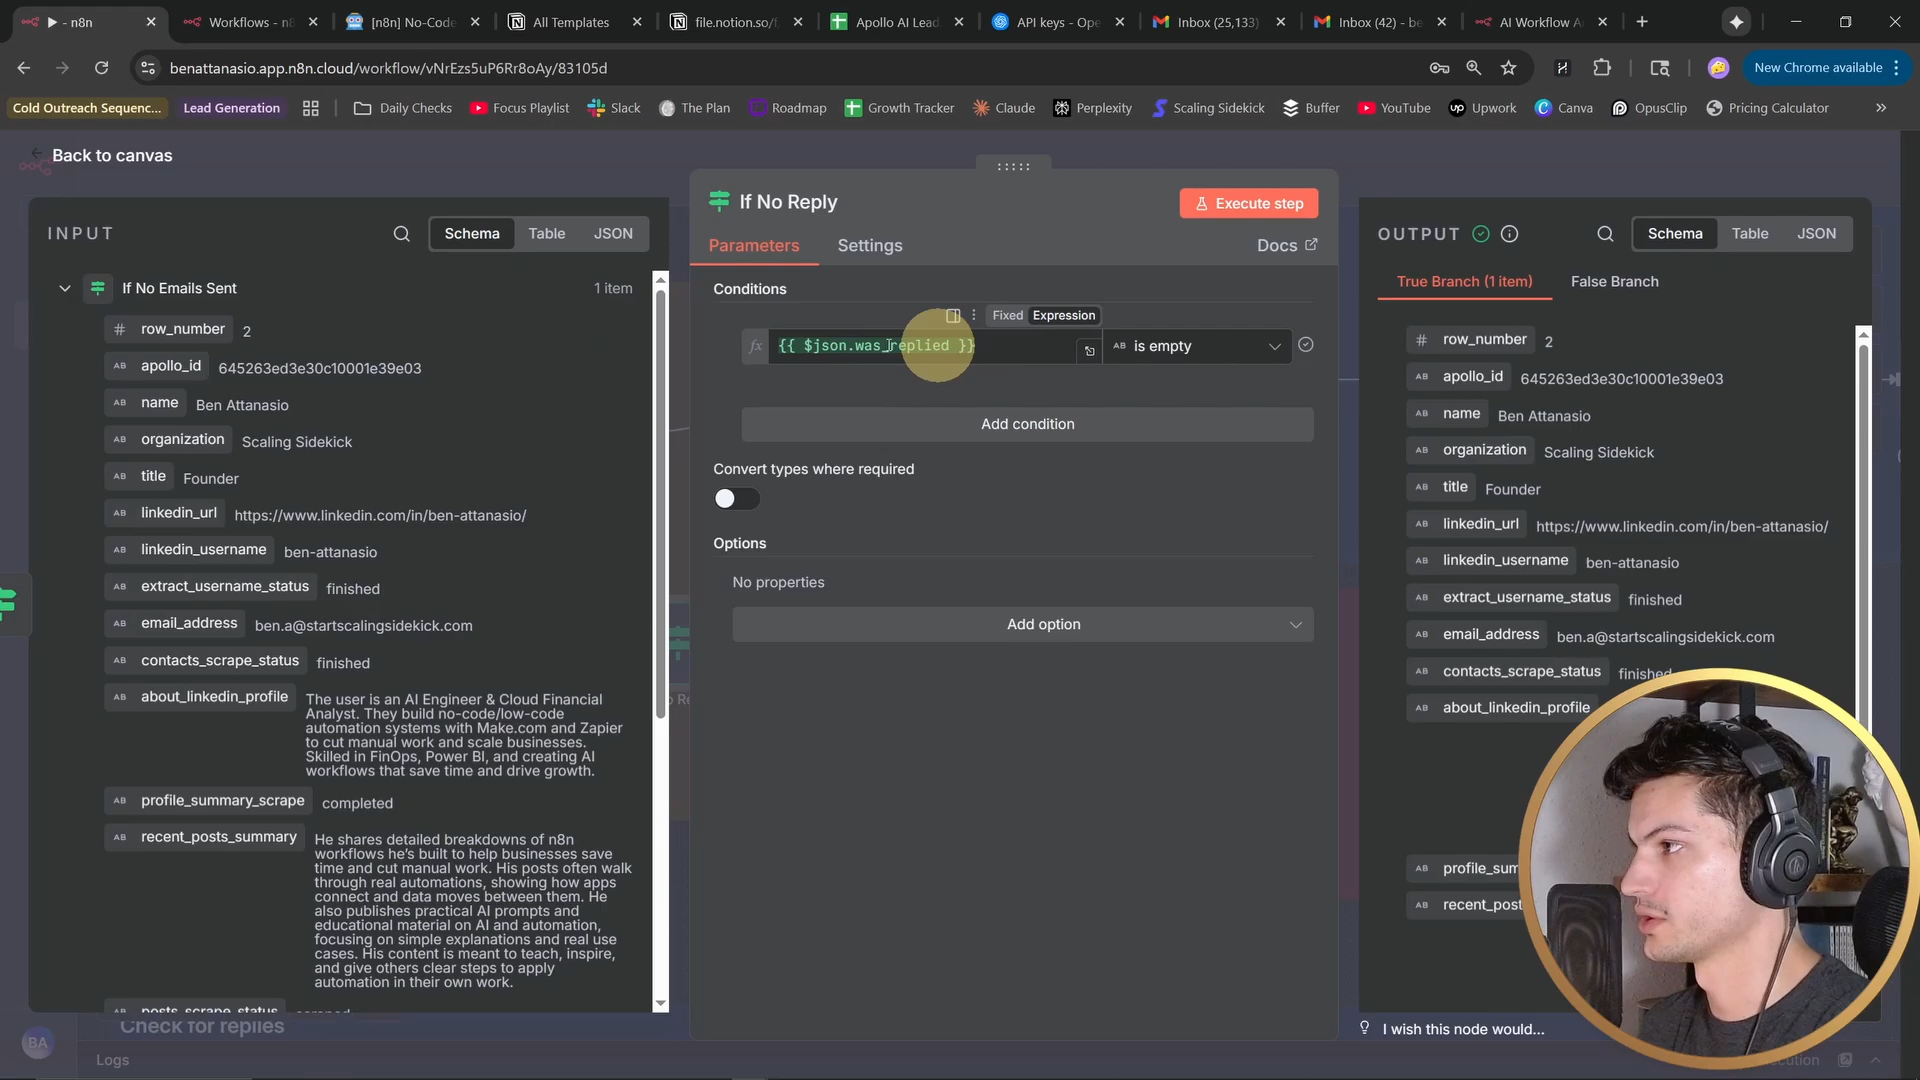 ▶ - n8n
Workflows - n8
[n8n] No-Code
All Templates
file.notion.so/f
Apollo AI Lead
API keys - Ope
Inbox (25,133)
Inbox (42) - be
AI Workflow A
benattanasio.app.n8n.cloud/workflow/vNrEzs5uP6Rr8oAy/83105d
New Chrome available
Cold Outreach Sequenc...
Lead Generation
Daily Checks
Focus Playlist
Slack
The Plan
Roadmap
Growth Tracker
Claude
Perplexity
Scaling Sidekick
Buffer
YouTube
Upwork
Canva
OpusClip
Pricing Calculator
Back to canvas
INPUT
Schema
Table
JSON
If No Emails Sent
1 item
row_number 2
apollo_id 645263ed3e30c10001e39e03
name Ben Attanasio
organization Scaling Sidekick
title Founder
linkedin_url https://www.linkedin.com/in/ben-attanasio/
linkedin_username ben-attanasio
extract_username_status finished
email_address ben.a@startscalingsidekick.com
contacts_scrape_status finished
about_linkedin_profile The user is an AI Engineer & Cloud Financial
Analyst. They build no-code/low-code
automation systems with Make.com and Zapier
to cut manual work and scale businesses.
Skilled in FinOps, Power BI, and creating AI
workflows that save time and drive growth.
profile_summary_scrape completed
recent_posts_summary He shares detailed breakdowns of n8n
workflows he's built to help businesses save
time and cut manual work. His posts often walk
through real automations, showing how apps
connect and data moves between them. He
also publishes practical AI prompts and
educational material on AI and automation,
focusing on simple explanations and real use
cases. His content is meant to teach, inspire,
and give others clear steps to apply
automation in their own work.
posts_scrape_status
Check for replies
BA
Logs
If No Reply
Execute step
Parameters
Settings
Docs
Conditions
Fixed Expression
fx {{ $json.was_replied }}
is empty
Add condition
Convert types where required
Options
No properties
Add option
OUTPUT
Schema
Table
JSON
True Branch (1 item)
False Branch
row_number 2
apollo_id 645263ed3e30c10001e39e03
name Ben Attanasio
organization Scaling Sidekick
title Founder
linkedin_url https://www.linkedin.com/in/ben-attanasio/
linkedin_username ben-attanasio
extract_username_status finished
email_address ben.a@startscalingsidekick.com
contacts_scrape_status finished
about_linkedin_profile
profile_sum
recent_post
I wish this node would...